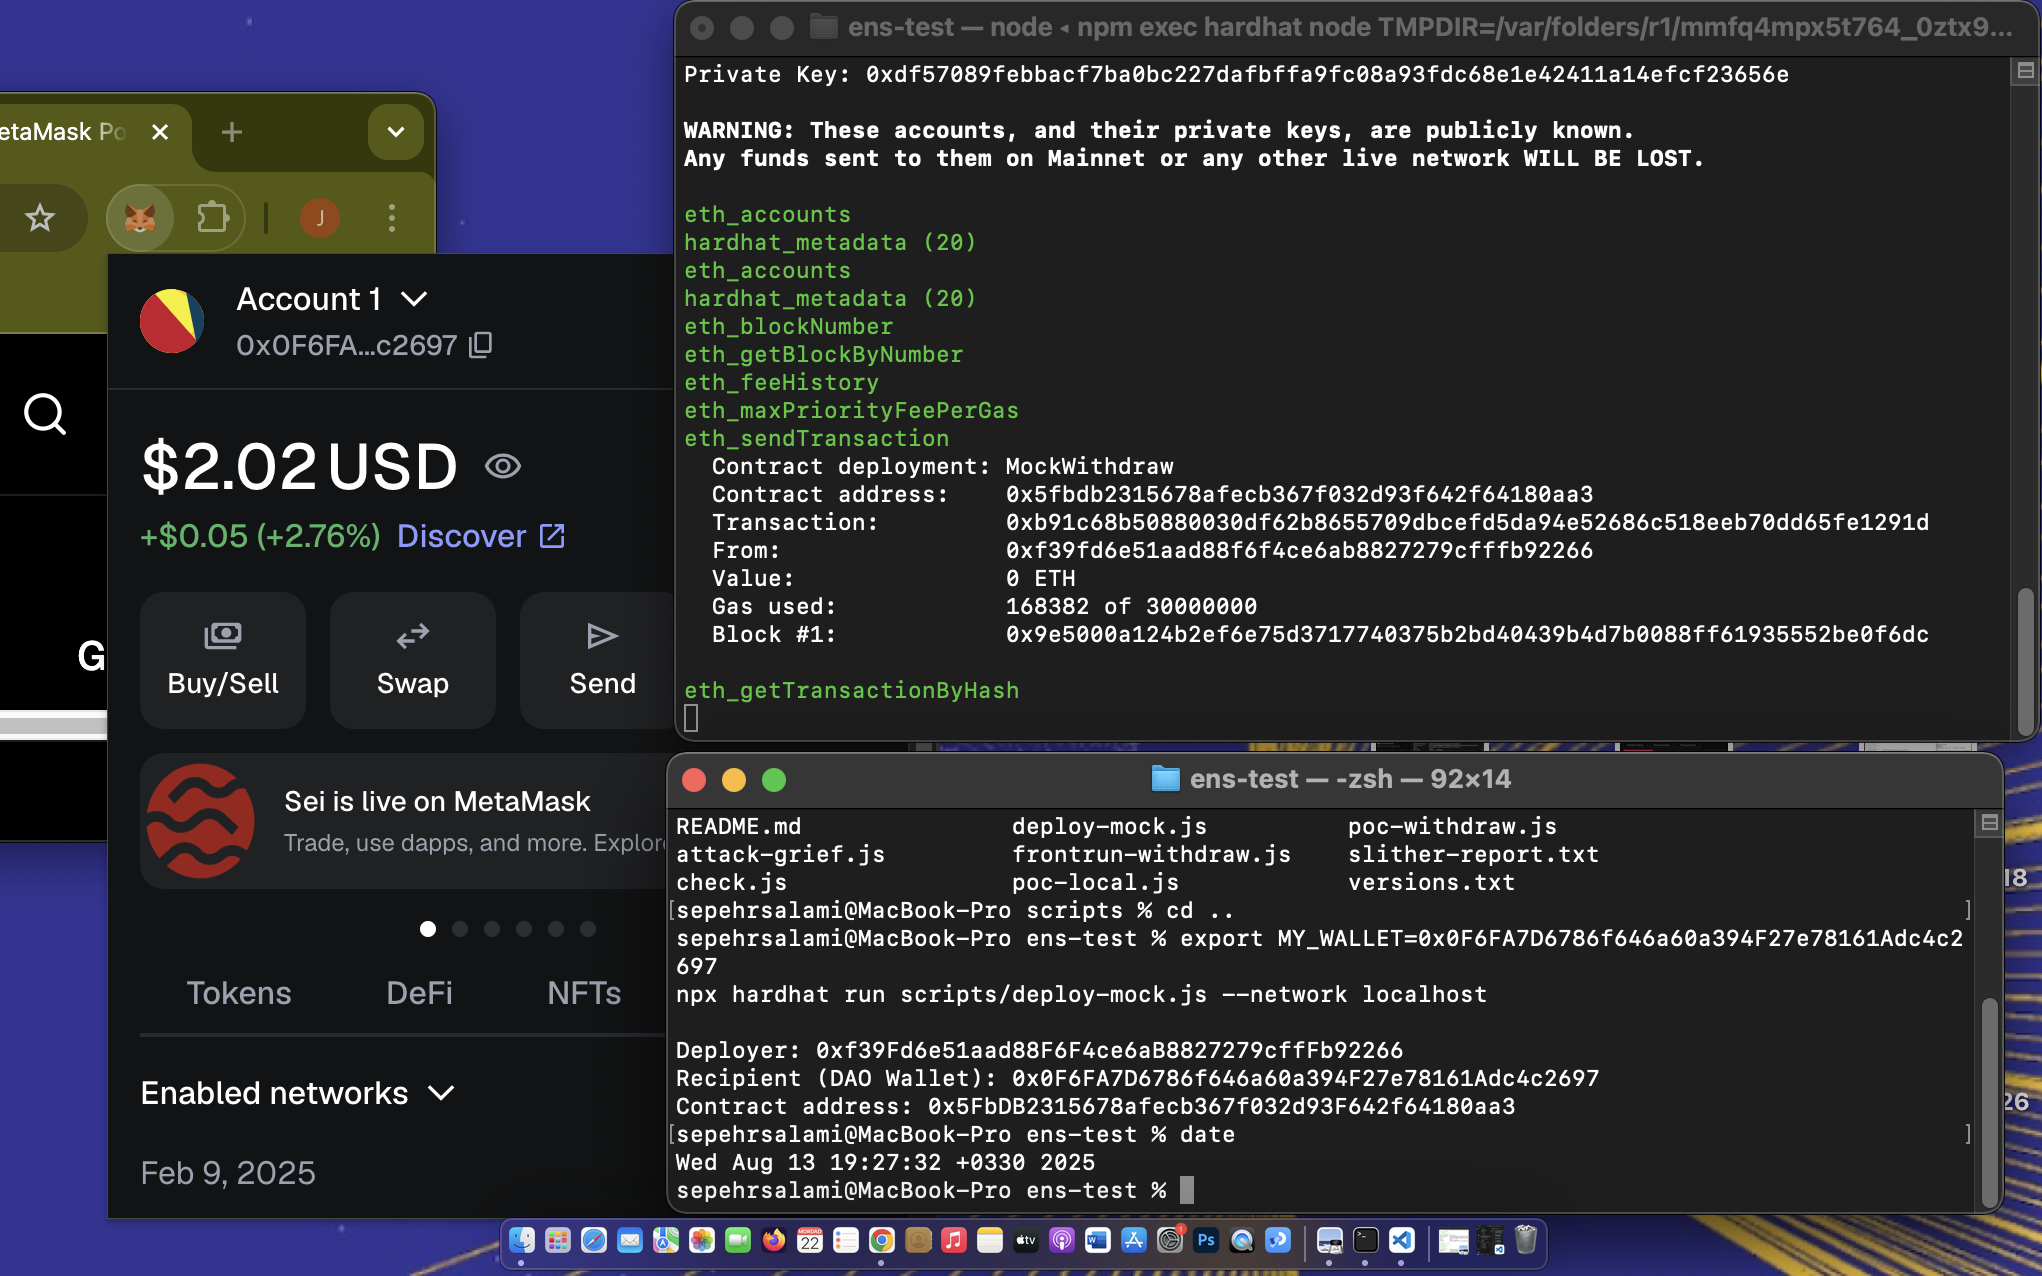 etaMask Po
J
Account 1
0x0F6FA...c2697
$2.02 USD
+$0.05 (+2.76%) Discover
Buy/Sell
Swap
Send
G
Sei is live on MetaMask
Trade, use dapps, and more. Explore
Tokens
DeFi
NFTs
Enabled networks
Feb 9, 2025
ens-test — node ◂ npm exec hardhat node TMPDIR=/var/folders/r1/mmfq4mpx5t764_0ztx9...
Private Key: 0xdf57089febbacf7ba0bc227dafbffa9fc08a93fdc68e1e42411a14efcf23656e
WARNING: These accounts, and their private keys, are publicly known.
Any funds sent to them on Mainnet or any other live network WILL BE LOST.
eth_accounts
hardhat_metadata (20)
eth_accounts
hardhat_metadata (20)
eth_blockNumber
eth_getBlockByNumber
eth_feeHistory
eth_maxPriorityFeePerGas
eth_sendTransaction
Contract deployment: MockWithdraw
Contract address: 0x5fbdb2315678afecb367f032d93f642f64180aa3
Transaction: 0xb91c68b50880030df62b8655709dbcefd5da94e52686c518eeb70dd65fe1291d
From: 0xf39fd6e51aad88f6f4ce6ab8827279cfffb92266
Value: 0 ETH
Gas used: 168382 of 30000000
Block #1: 0x9e5000a124b2ef6e75d3717740375b2bd40439b4d7b0088ff61935552be0f6dc
eth_getTransactionByHash
ens-test — -zsh — 92×14
README.md deploy-mock.js poc-withdraw.js
attack-grief.js frontrun-withdraw.js slither-report.txt
check.js poc-local.js versions.txt
[sepehrsalami@MacBook-Pro scripts % cd .. ]
sepehrsalami@MacBook-Pro ens-test % export MY_WALLET=0x0F6FA7D6786f646a60a394F27e78161Adc4c2
697
npx hardhat run scripts/deploy-mock.js --network localhost
Deployer: 0xf39Fd6e51aad88F6F4ce6aB8827279cffFb92266
Recipient (DAO Wallet): 0x0F6FA7D6786f646a60a394F27e78161Adc4c2697
Contract address: 0x5FbDB2315678afecb367f032d93F642f64180aa3
[sepehrsalami@MacBook-Pro ens-test % date ]
Wed Aug 13 19:27:32 +0330 2025
sepehrsalami@MacBook-Pro ens-test %
18
26
22
tv
1
Ps